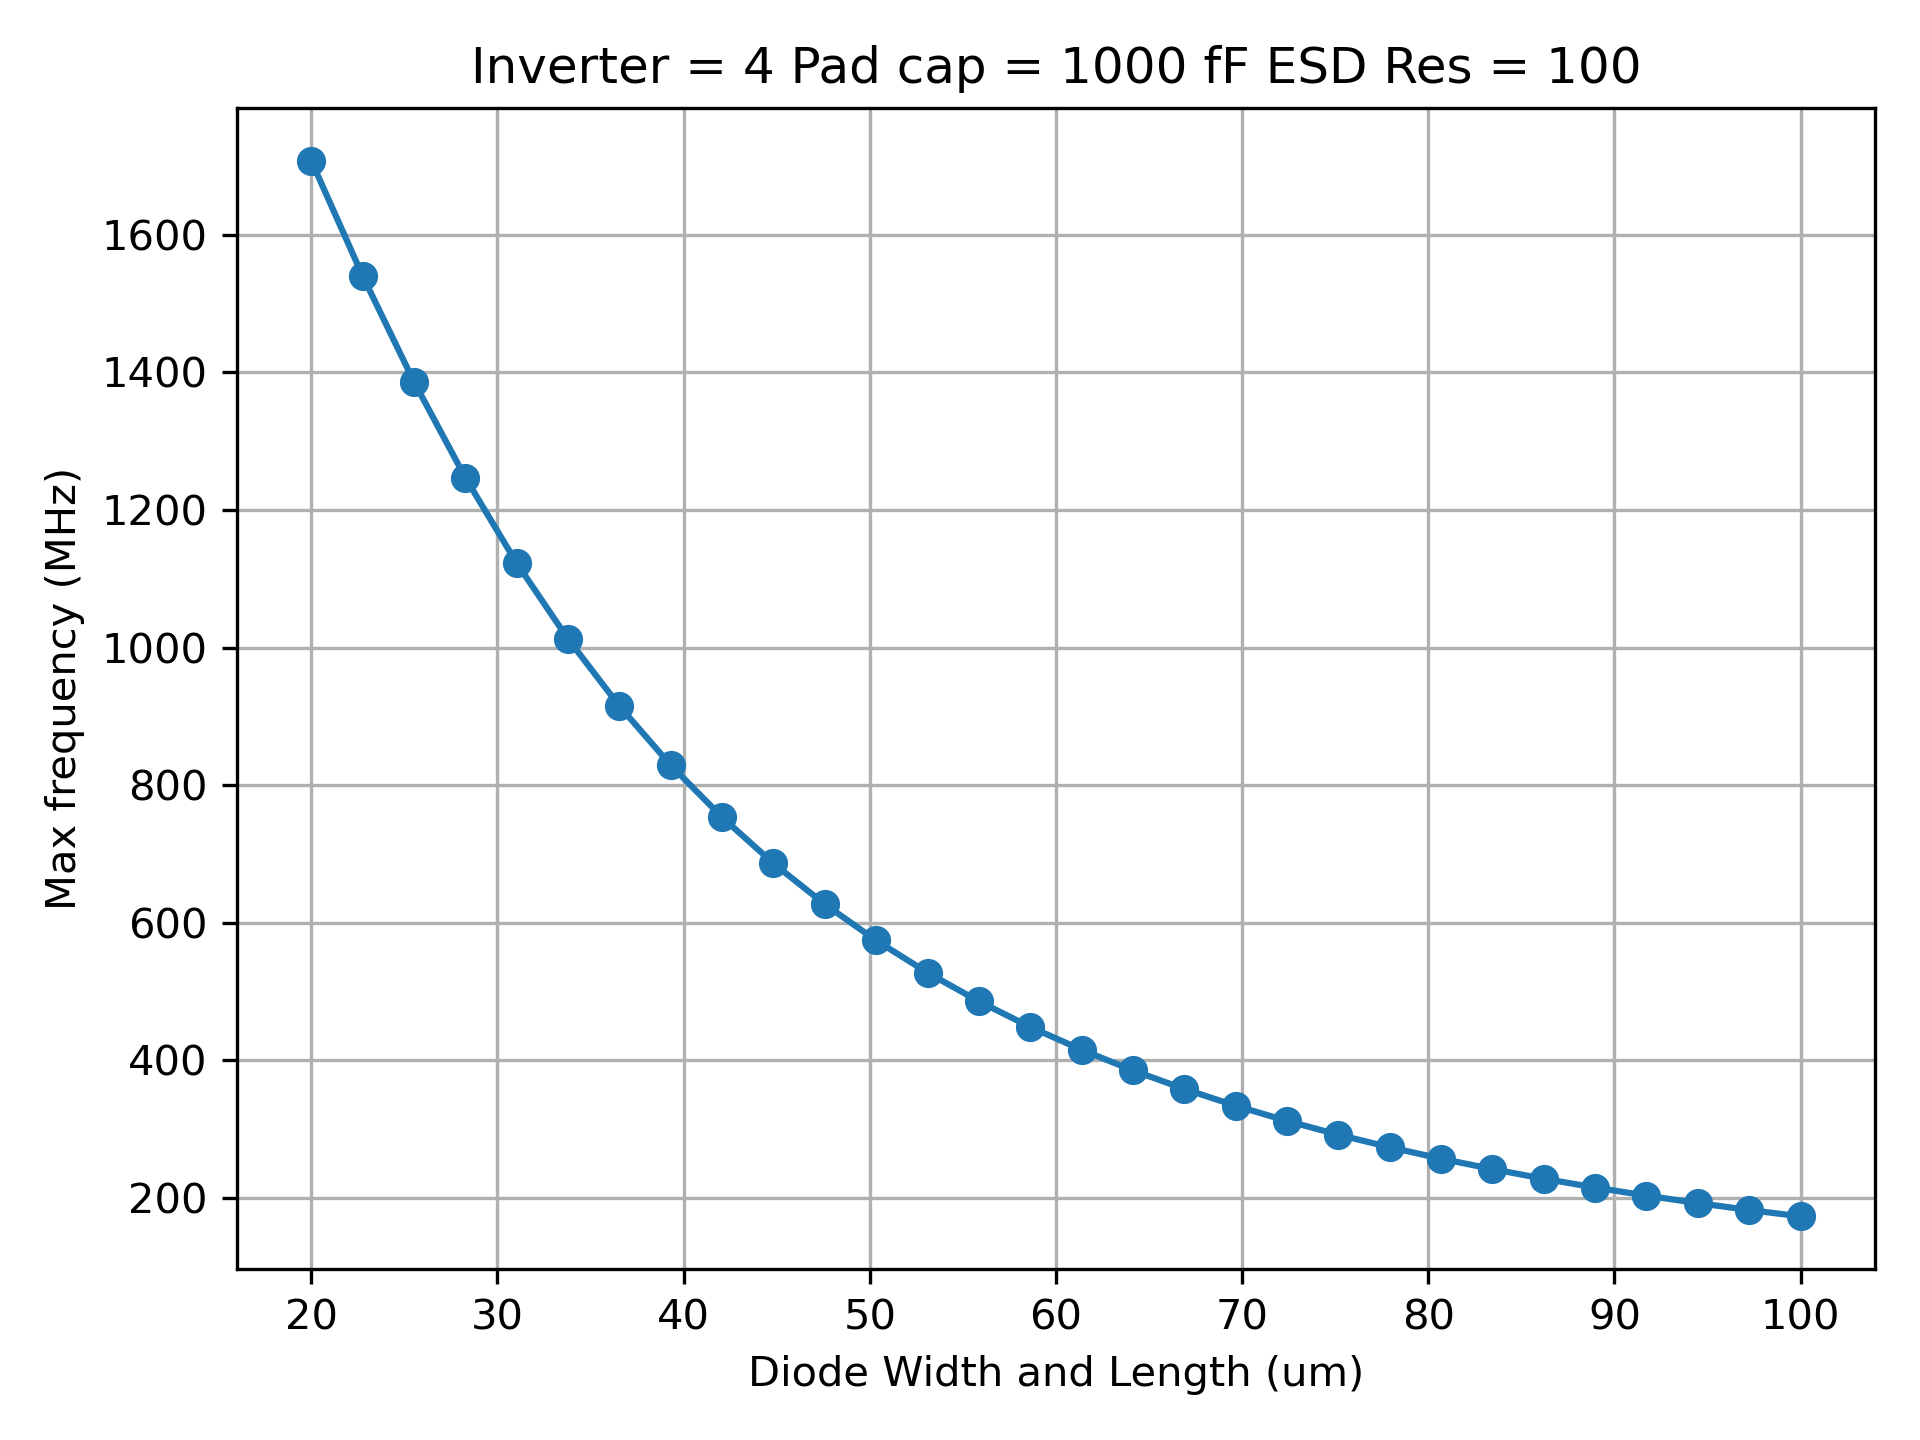 Inverter = 4 Pad cap = 1000 fF ESD Res = 100
Max frequency (MHz)
1600
1400
1200
1000
800
600
400
200
20 30 40 50 60 70 80 90 100
Diode Width and Length (um)